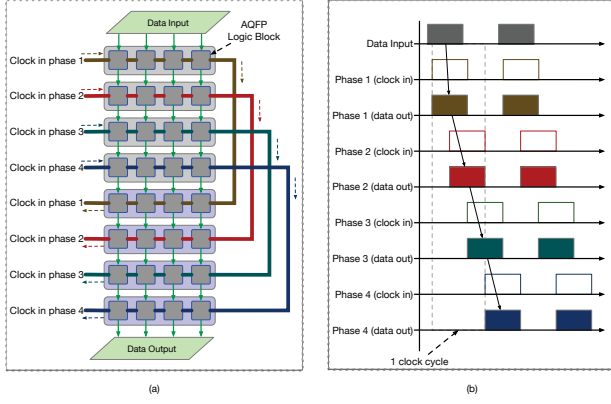 Data Input
AQFP
Logic Block
Clock in phase 1
Clock in phase 2
Clock in phase 3
Clock in phase 4
Clock in phase 1
Clock in phase 2
Clock in phase 3
Clock in phase 4
Data Output
(a)
Data Input
Phase 1 (clock in)
Phase 1 (data out)
Phase 2 (clock in)
Phase 2 (data out)
Phase 3 (clock in)
Phase 3 (data out)
Phase 4 (clock in)
Phase 4 (data out)
1 clock cycle
(b)